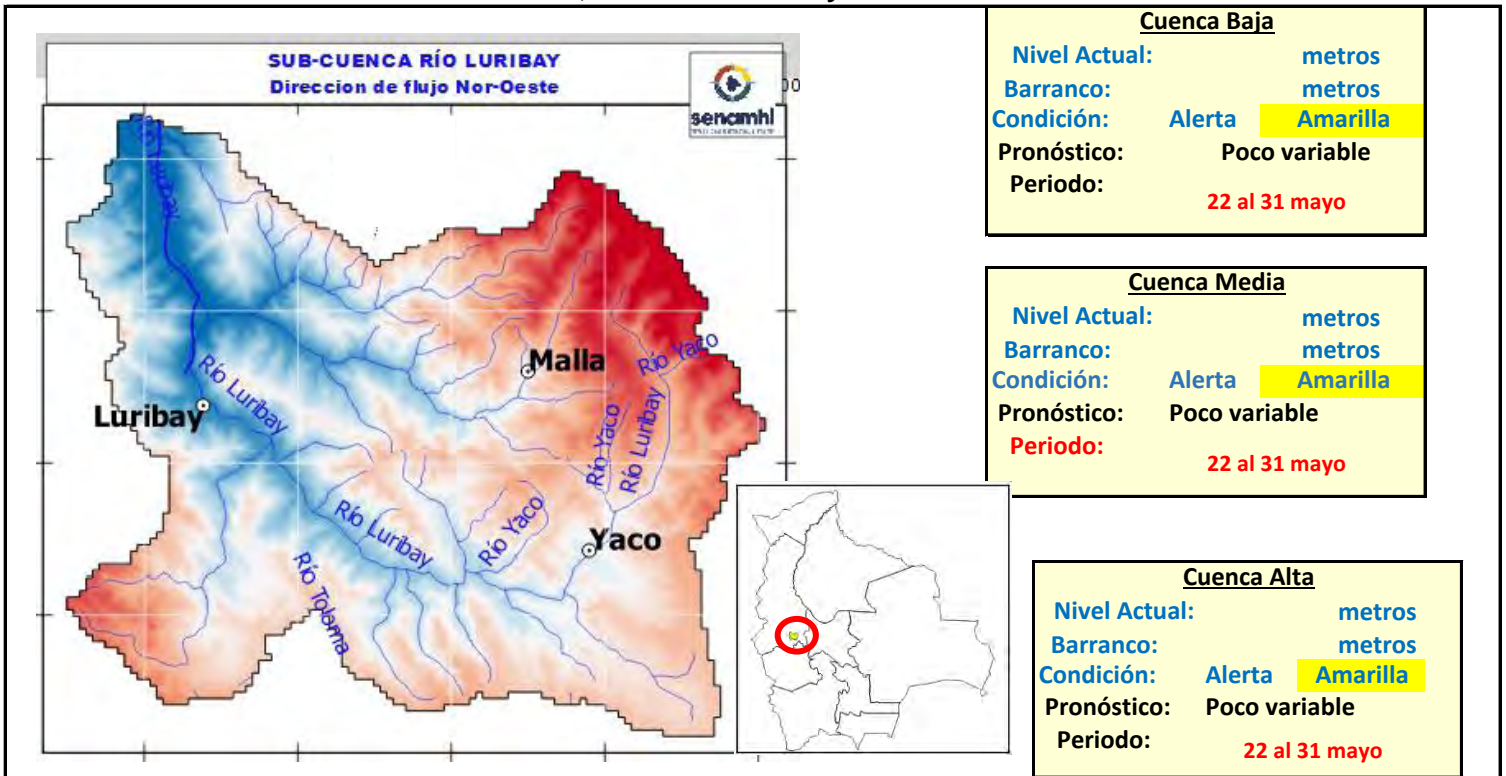 SUB-CUENCA RÍO LURIBAY
Direccion de flujo Nor-Oeste
senamhi
00
Río Luribay
Malla
Río Yaco
Luribay
Río Luribay
Río Yaco
Río Luribay
Río Luribay
Río Yaco
Yaco
Río Tolama
Cuenca Baja
Nivel Actual: metros
Barranco: metros
Condición: Alerta Amarilla
Pronóstico: Poco variable
Periodo:
22 al 31 mayo
Cuenca Media
Nivel Actual: metros
Barranco: metros
Condición: Alerta Amarilla
Pronóstico: Poco variable
Periodo:
22 al 31 mayo
Cuenca Alta
Nivel Actual: metros
Barranco: metros
Condición: Alerta Amarilla
Pronóstico: Poco variable
Periodo:
22 al 31 mayo